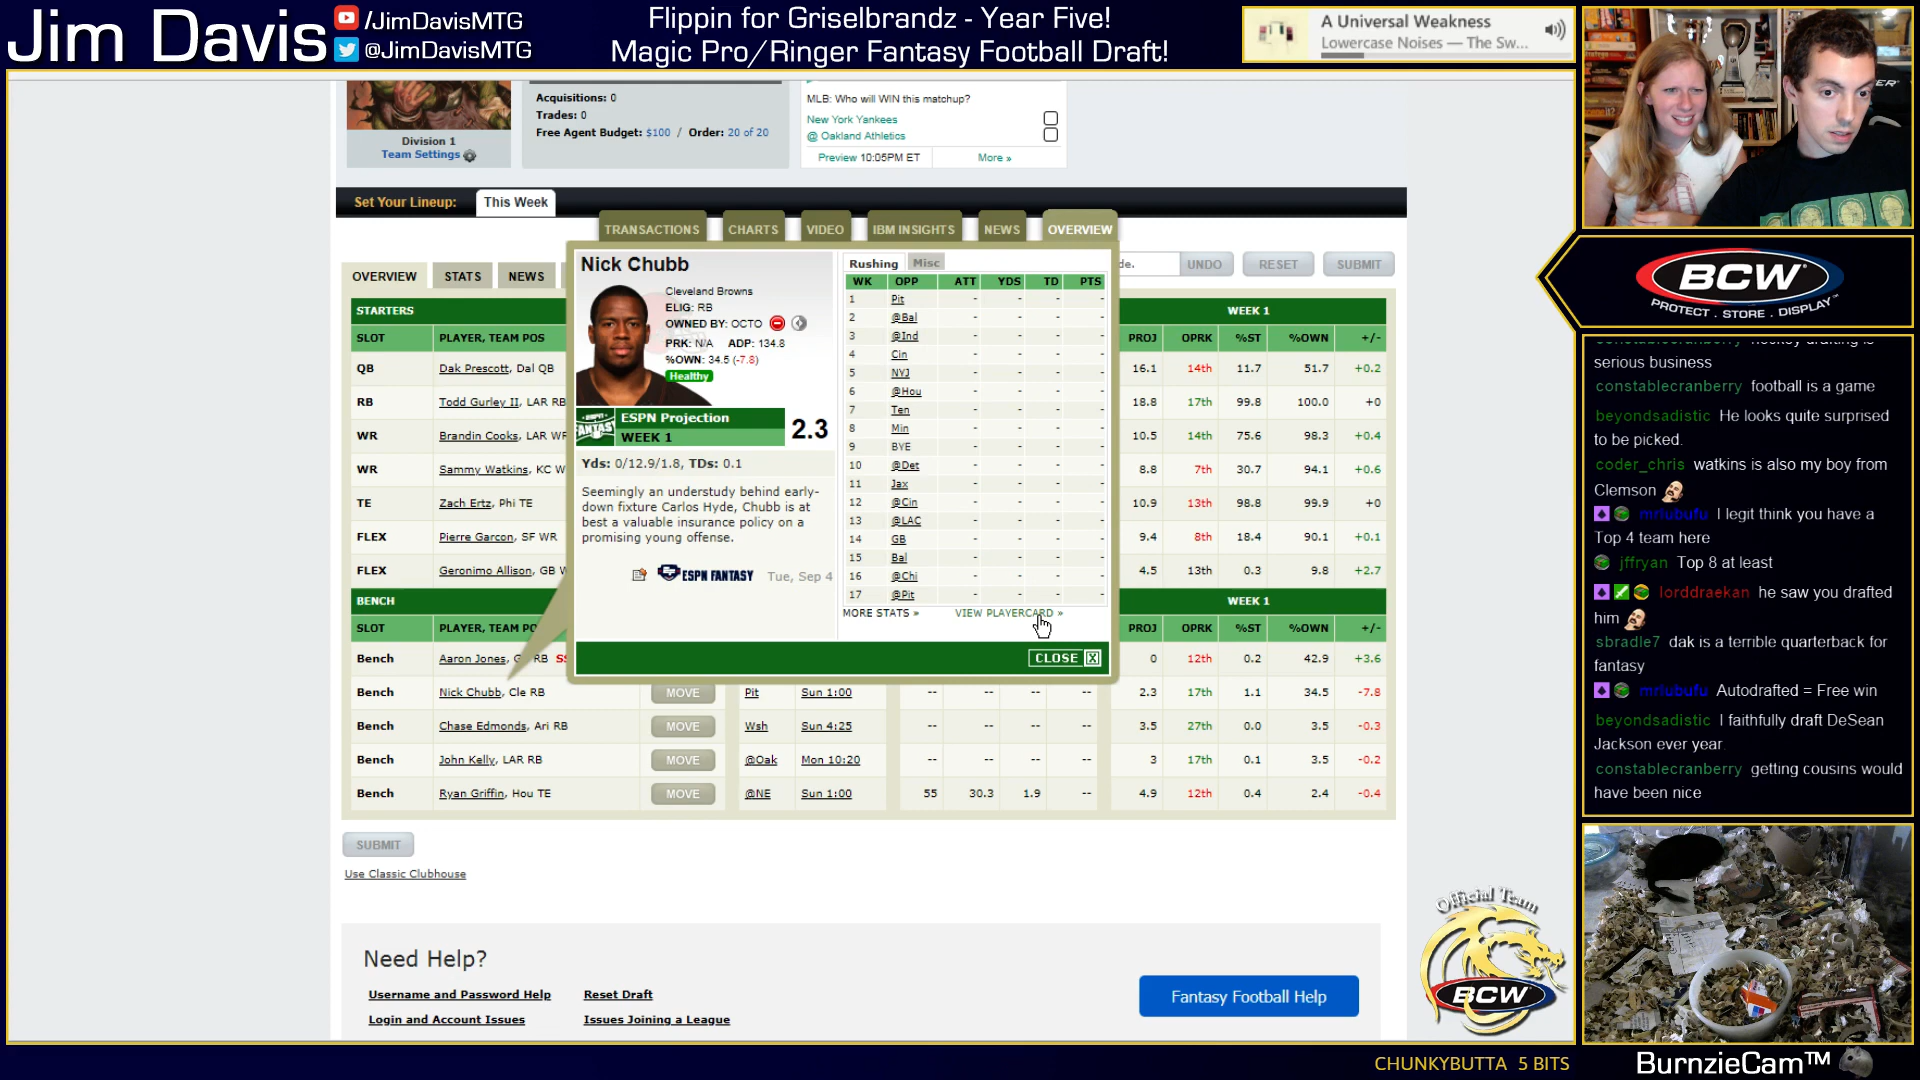 Jim Davis
/JimDavisMTG
@JimDavisMTG
Flippin for Griselbrandz - Year Five!
Magic Pro/Ringer Fantasy Football Draft!
A Universal Weakness
Lowercase Noises — The Sw...
Division 1
Team Settings
Acquisitions: 0
Trades: 0
Free Agent Budget: $100 / Order: 20 of 20
MLB: Who will WIN this matchup?
New York Yankees
@ Oakland Athletics
Preview 10:05PM ET More »
Set Your Lineup: This Week
TRANSACTIONS CHARTS VIDEO IBM INSIGHTS NEWS OVERVIEW
OVERVIEW STATS NEWS
de. UNDO RESET SUBMIT
STARTERS
SLOT PLAYER, TEAM POS
QB Dak Prescott, Dal QB
RB Todd Gurley II, LAR RB
WR Brandin Cooks, LAR WR
WR Sammy Watkins, KC W
TE Zach Ertz, Phi TE
FLEX Pierre Garcon, SF WR
FLEX Geronimo Allison, GB W
BENCH
SLOT PLAYER, TEAM PO
Bench Aaron Jones, G RB SS
Bench Nick Chubb, Cle RB MOVE Pit Sun 1:00 -- -- -- --
Bench Chase Edmonds, Ari RB MOVE Wsh Sun 4:25 -- -- -- --
Bench John Kelly, LAR RB MOVE @Oak Mon 10:20 -- -- -- --
Bench Ryan Griffin, Hou TE MOVE @NE Sun 1:00 55 30.3 1.9 --
Nick Chubb
Cleveland Browns
ELIG: RB
OWNED BY: OCTO
PRK: N/A ADP: 134.8
%OWN: 34.5 (-7.8)
Healthy
ESPN FANTASY
ESPN Projection
WEEK 1
2.3
Yds: 0/12.9/1.8, TDs: 0.1
Seemingly an understudy behind early-
down fixture Carlos Hyde, Chubb is at
best a valuable insurance policy on a
promising young offense.
ESPN FANTASY Tue, Sep 4
Rushing Misc
WK OPP ATT YDS TD PTS
1 Pit - - - -
2 @Bal - - - -
3 @Ind - - - -
4 Cin - - - -
5 NYJ - - - -
6 @Hou - - - -
7 Ten - - - -
8 Min - - - -
9 BYE - - - -
10 @Det - - - -
11 Jax - - - -
12 @Cin - - - -
13 @LAC - - - -
14 GB - - - -
15 Bal - - - -
16 @Chi - - - -
17 @Pit - - - -
MORE STATS » VIEW PLAYERCARD »
CLOSE X
WEEK 1
PROJ OPRK %ST %OWN +/-
16.1 14th 11.7 51.7 +0.2
18.8 17th 99.8 100.0 +0
10.5 14th 75.6 98.3 +0.4
8.8 7th 30.7 94.1 +0.6
10.9 13th 98.8 99.9 +0
9.4 8th 18.4 90.1 +0.1
4.5 13th 0.3 9.8 +2.7
WEEK 1
PROJ OPRK %ST %OWN +/-
0 12th 0.2 42.9 +3.6
2.3 17th 1.1 34.5 -7.8
3.5 27th 0.0 3.5 -0.3
3 17th 0.1 3.5 -0.2
4.9 12th 0.4 2.4 -0.4
SUBMIT
Use Classic Clubhouse
Need Help?
Username and Password Help Reset Draft
Login and Account Issues Issues Joining a League
Fantasy Football Help
Official Team
BCW
BCW
PROTECT . STORE . DISPLAY™
constablecranberry hockey drafting is
serious business
constablecranberry football is a game
beyondsadistic He looks quite surprised
to be picked.
coder_chris watkins is also my boy from
Clemson
mrlubufu I legit think you have a
Top 4 team here
jffryan Top 8 at least
lorddraekan he saw you drafted
him
sbradle7 dak is a terrible quarterback for
fantasy
mrlubufu Autodrafted = Free win
beyondsadistic I faithfully draft DeSean
Jackson ever year.
constablecranberry getting cousins would
have been nice
CHUNKYBUTTA 5 BITS
BurnzieCam™